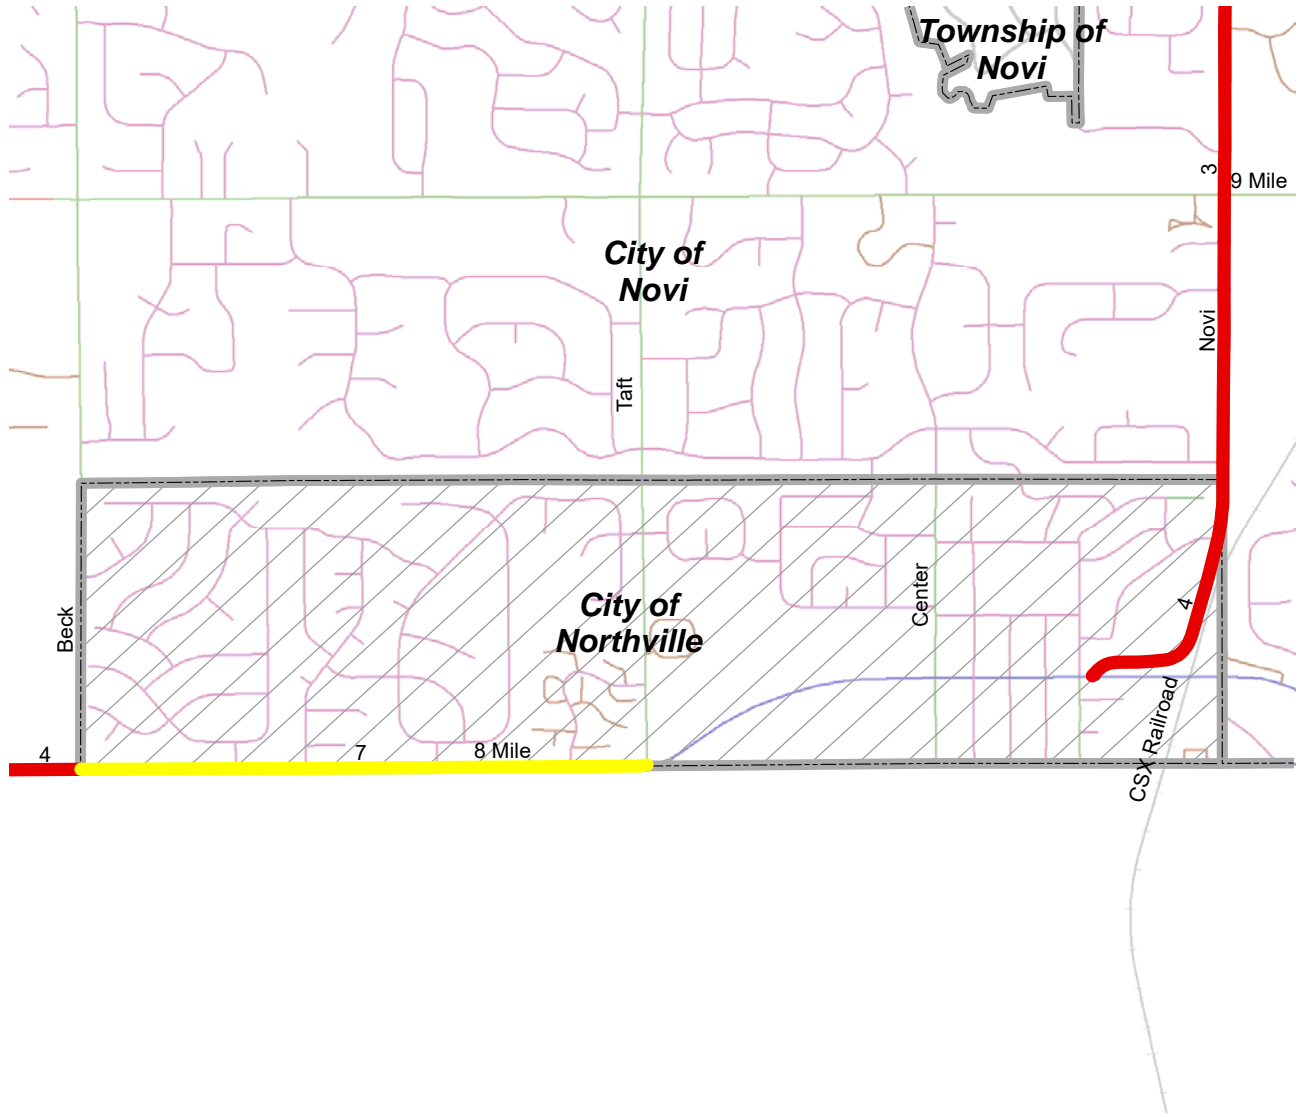 Township of
Novi
3
9 Mile
City of
Novi
Novi
Taft
Center
City of
Northville
4
Beck
CSX Railroad
4
7
8 Mile